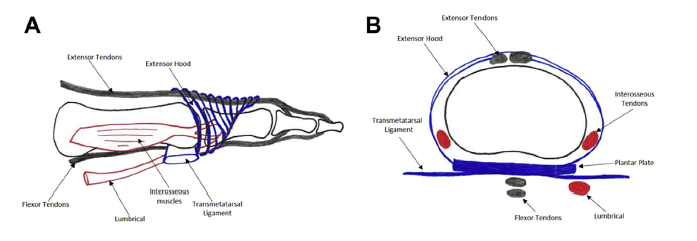 A
Extensor Tendons
Extensor Hood
Flexor Tendons
Interosseous
muscles
Lumbrical
Transmetatarsal
Ligament
B
Extensor Tendons
Extensor Hood
Interosseous
Tendons
Transmetatarsal
Ligament
Plantar Plate
Flexor Tendons
Lumbrical